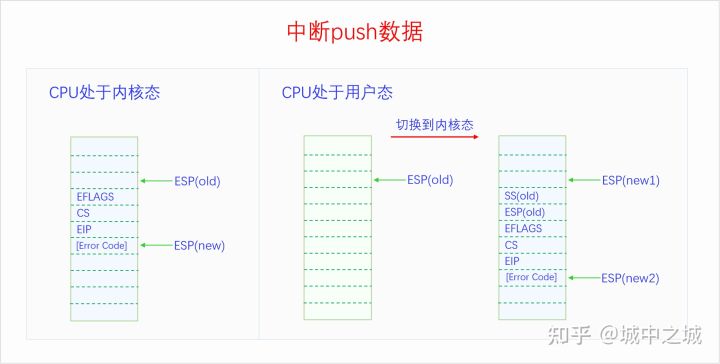 中断push数据
CPU处于内核态
ESP(old)
EFLAGS
CS
EIP
[Error Code]
ESP(new)
CPU处于用户态
切换到内核态
ESP(old)
ESP(new1)
SS(old)
ESP(old)
EFLAGS
CS
EIP
[Error Code]
ESP(new2)
知乎 @城中之城